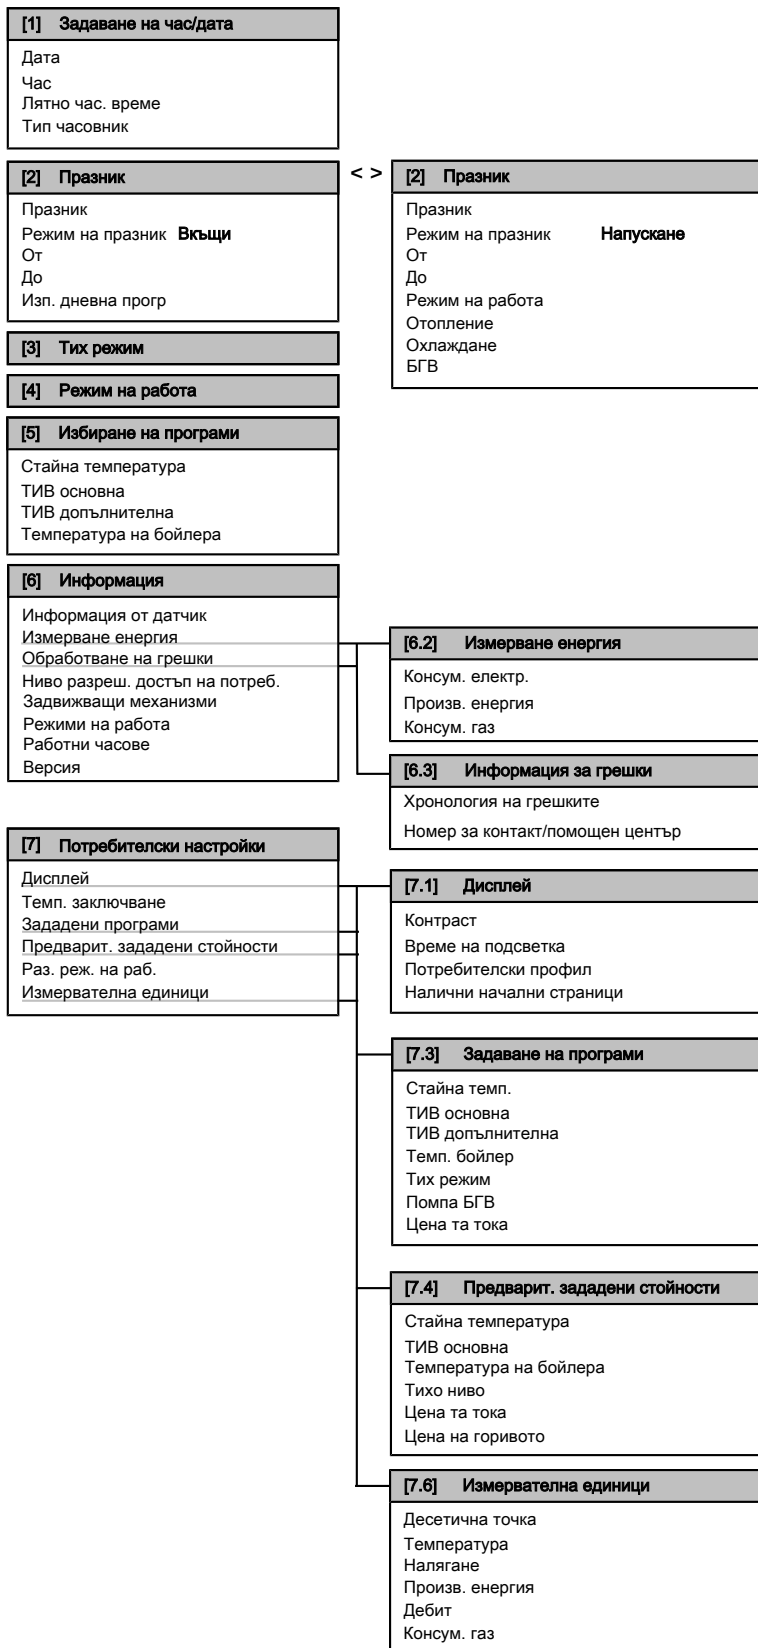 [1] Задаване на час/дата
Дата
Час
Лятно час. време
Тип часовник
[2] Празник
Празник
Режим на празник Вкъщи
От
До
Изп. дневна прогр
< >
[2] Празник
Празник
Режим на празник Напускане
От
До
Режим на работа
Отопление
Охлаждане
БГВ
[3] Тих режим
[4] Режим на работа
[5] Избиране на програми
Стайна температура
ТИВ основна
ТИВ допълнителна
Температура на бойлера
[6] Информация
Информация от датчик
Измерване енергия
Обработване на грешки
Ниво разреш. достъп на потреб.
Задвижващи механизми
Режими на работа
Работни часове
Версия
[6.2] Измерване енергия
Консум. електр.
Произв. енергия
Консум. газ
[6.3] Информация за грешки
Хронология на грешките
Номер за контакт/помощен център
[7] Потребителски настройки
Дисплей
Темп. заключване
Зададени програми
Предварит. зададени стойности
Раз. реж. на раб.
Измервателна единици
[7.1] Дисплей
Контраст
Време на подсветка
Потребителски профил
Налични начални страници
[7.3] Задаване на програми
Стайна темп.
ТИВ основна
ТИВ допълнителна
Темп. бойлер
Тих режим
Помпа БГВ
Цена та тока
[7.4] Предварит. зададени стойности
Стайна температура
ТИВ основна
Температура на бойлера
Тихо ниво
Цена та тока
Цена на горивото
[7.6] Измервателна единици
Десетична точка
Температура
Налягане
Произв. енергия
Дебит
Консум. газ